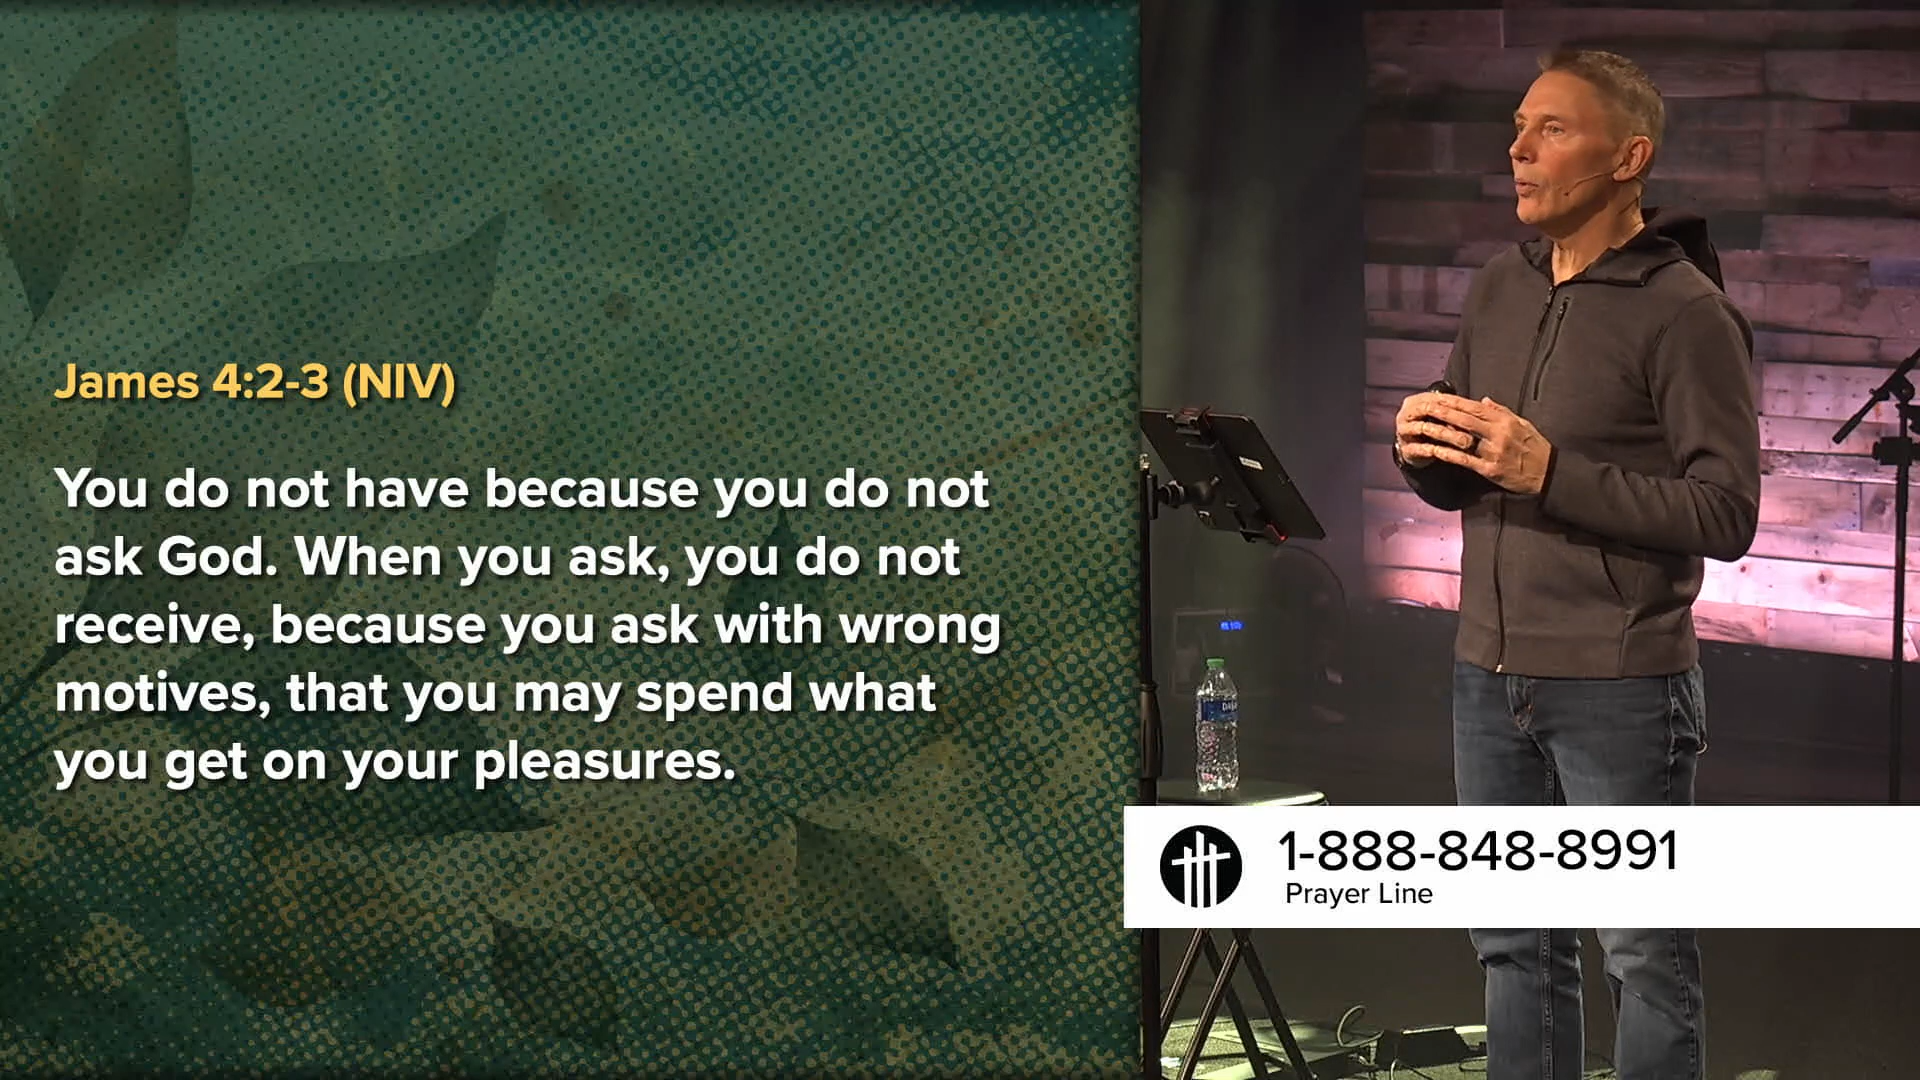 James 4:2-3 (NIV)
You do not have because you do not
ask God. When you ask, you do not
receive, because you ask with wrong
motives, that you may spend what
you get on your pleasures.
1-888-848-8991
Prayer Line